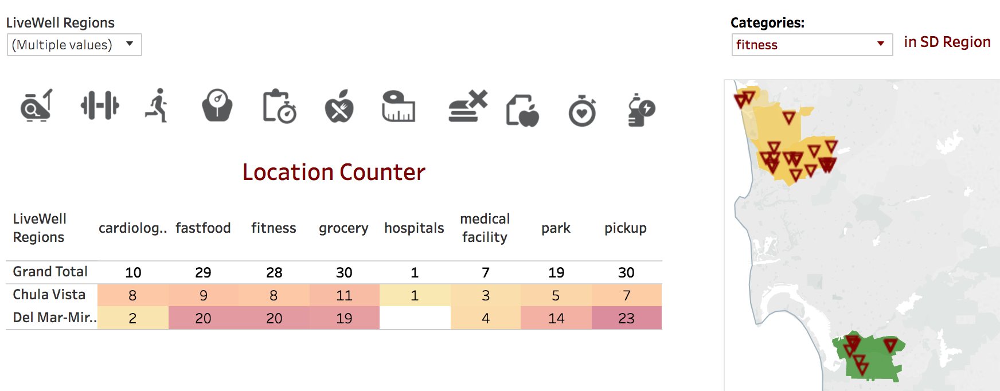 LiveWell Regions
(Multiple values)
Categories:
fitness
in SD Region
Location Counter
LiveWell Regions cardiolog.. fastfood fitness grocery hospitals medical facility park pickup
Grand Total 10 29 28 30 1 7 19 30
Chula Vista 8 9 8 11 1 3 5 7
Del Mar-Mir.. 2 20 20 19 4 14 23